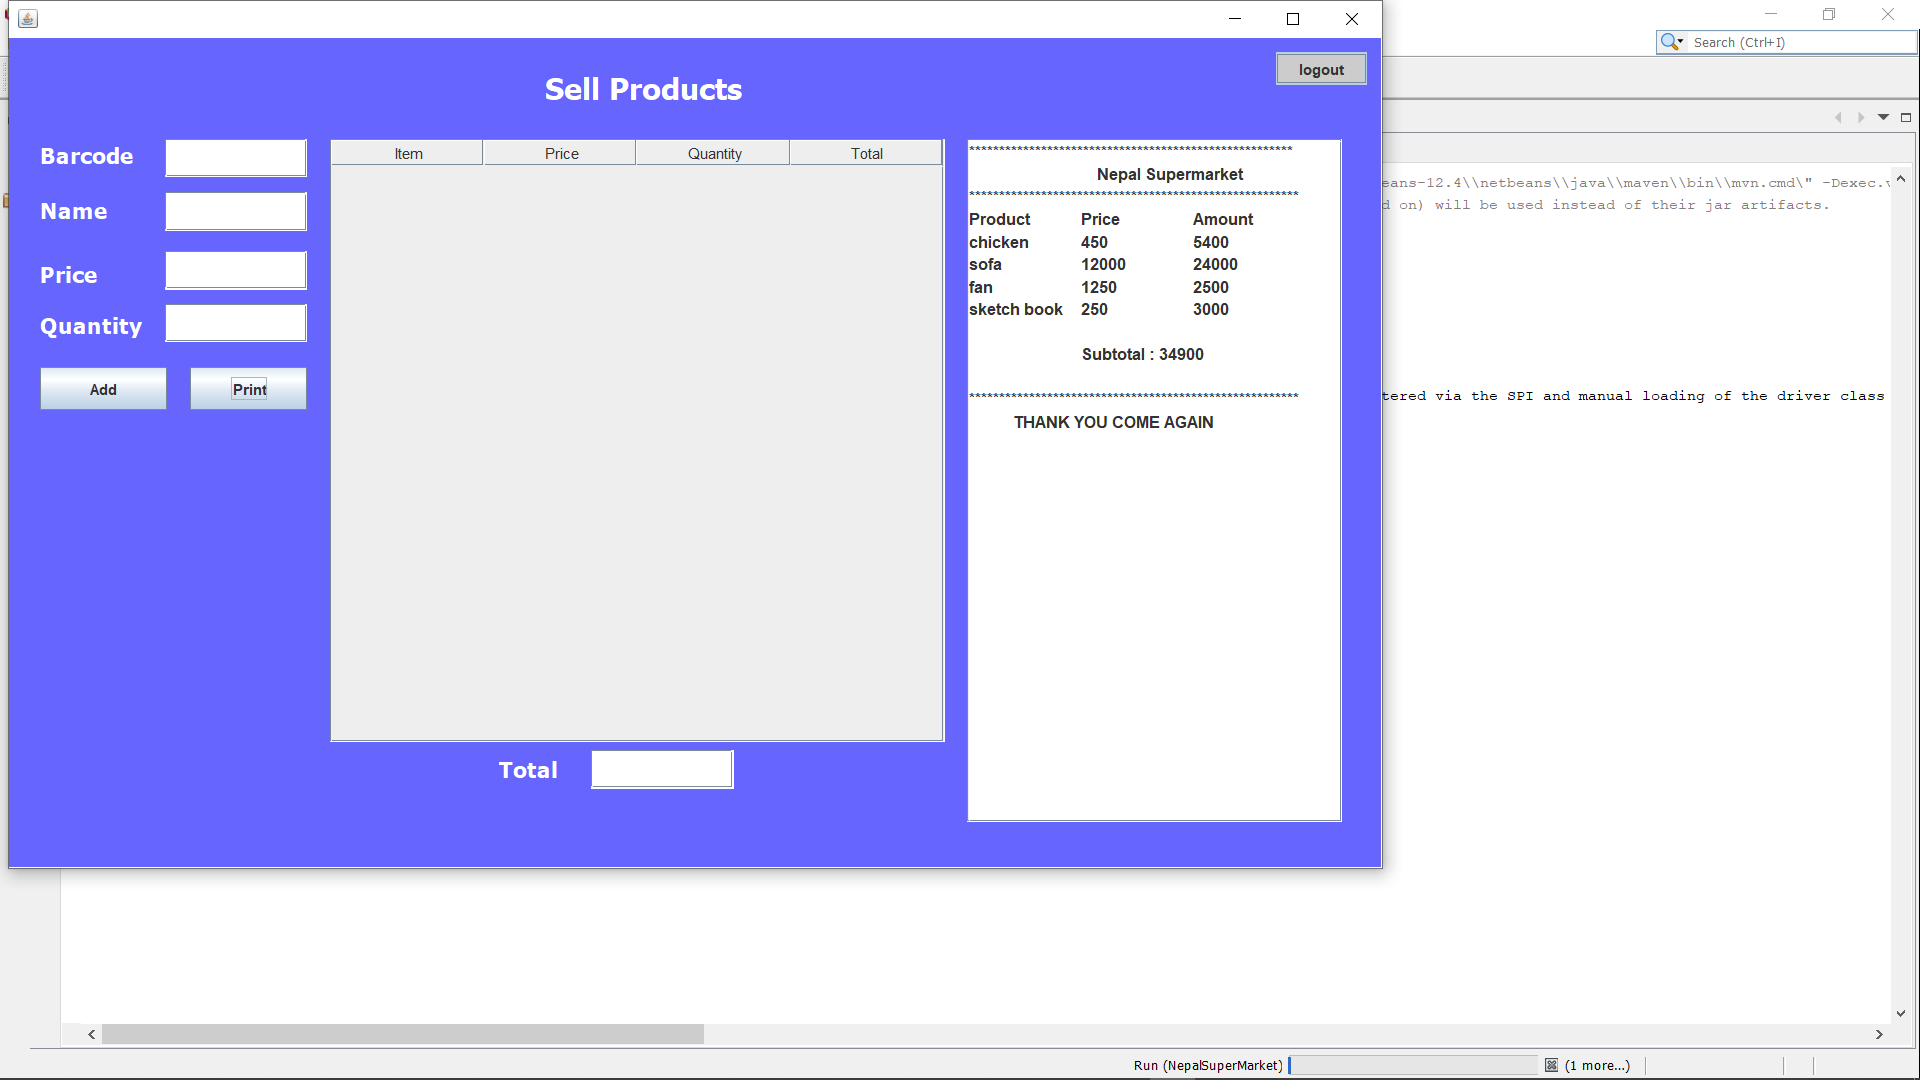 Search (Ctrl+I)
logout
Sell Products
Barcode
Name
Price
Quantity
Add Print
Item Price Quantity Total
Total
******************************************************
Nepal Supermarket
*******************************************************
Product Price Amount
chicken 450 5400
sofa 12000 24000
fan 1250 2500
sketch book 250 3000
Subtotal : 34900
*******************************************************
THANK YOU COME AGAIN
eans-12.4\\netbeans\\java\\maven\\bin\\mvn.cmd\" -Dexec.v
d on) will be used instead of their jar artifacts.
tered via the SPI and manual loading of the driver class
Run (NepalSuperMarket) (1 more...)